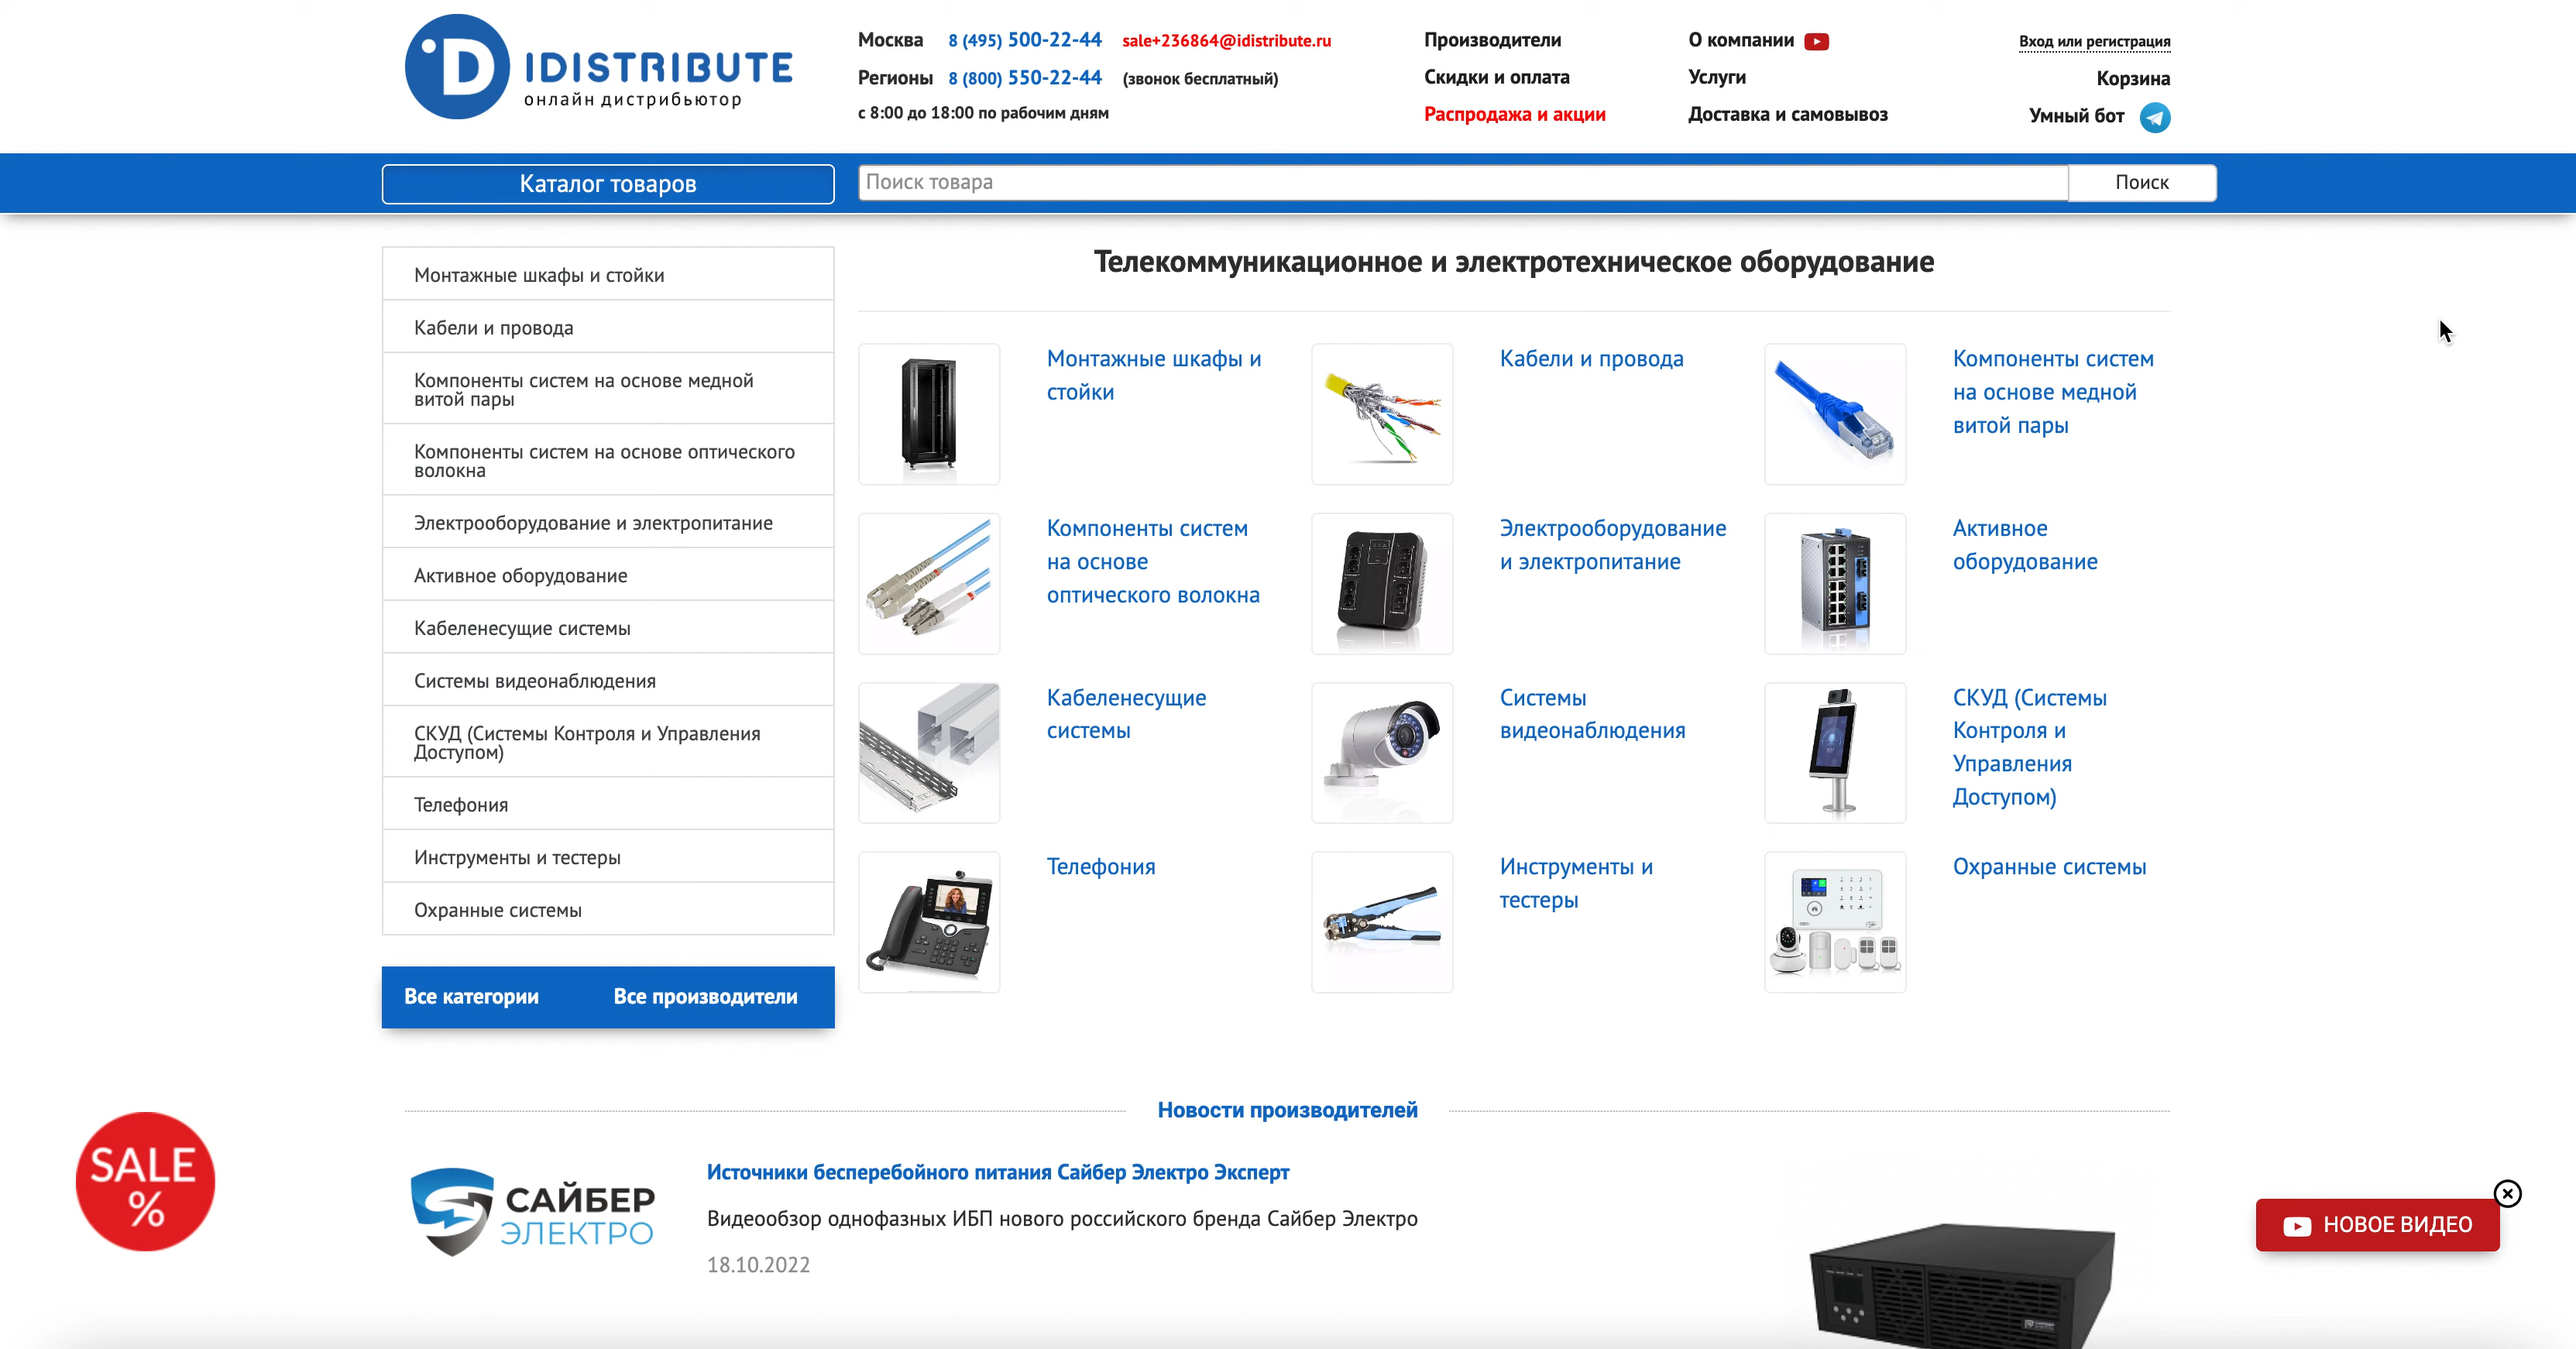 IDISTRIBUTE
онлайн дистрибьютор
Москва 8 (495) 500-22-44 sale+236864@idistribute.ru
Регионы 8 (800) 550-22-44 (звонок бесплатный)
с 8:00 до 18:00 по рабочим дням
Производители
Скидки и оплата
Распродажа и акции
О компании
Услуги
Доставка и самовывоз
Вход или регистрация
Корзина
Умный бот
Каталог товаров
Поиск товара
Поиск
Монтажные шкафы и стойки
Кабели и провода
Компоненты систем на основе медной
витой пары
Компоненты систем на основе оптического
волокна
Электрооборудование и электропитание
Активное оборудование
Кабеленесущие системы
Системы видеонаблюдения
СКУД (Системы Контроля и Управления
Доступом)
Телефония
Инструменты и тестеры
Охранные системы
Все категории Все производители
Телекоммуникационное и электротехническое оборудование
Монтажные шкафы и
стойки
Кабели и провода
Компоненты систем
на основе медной
витой пары
Компоненты систем
на основе
оптического волокна
Электрооборудование
и электропитание
Активное
оборудование
Кабеленесущие
системы
Системы
видеонаблюдения
СКУД (Системы
Контроля и
Управления
Доступом)
Телефония
Инструменты и
тестеры
Охранные системы
Новости производителей
SALE
%
САЙБЕР
ЭЛЕКТРО
Источники бесперебойного питания Сайбер Электро Эксперт
Видеообзор однофазных ИБП нового российского бренда Сайбер Электро
18.10.2022
НОВОЕ ВИДЕО